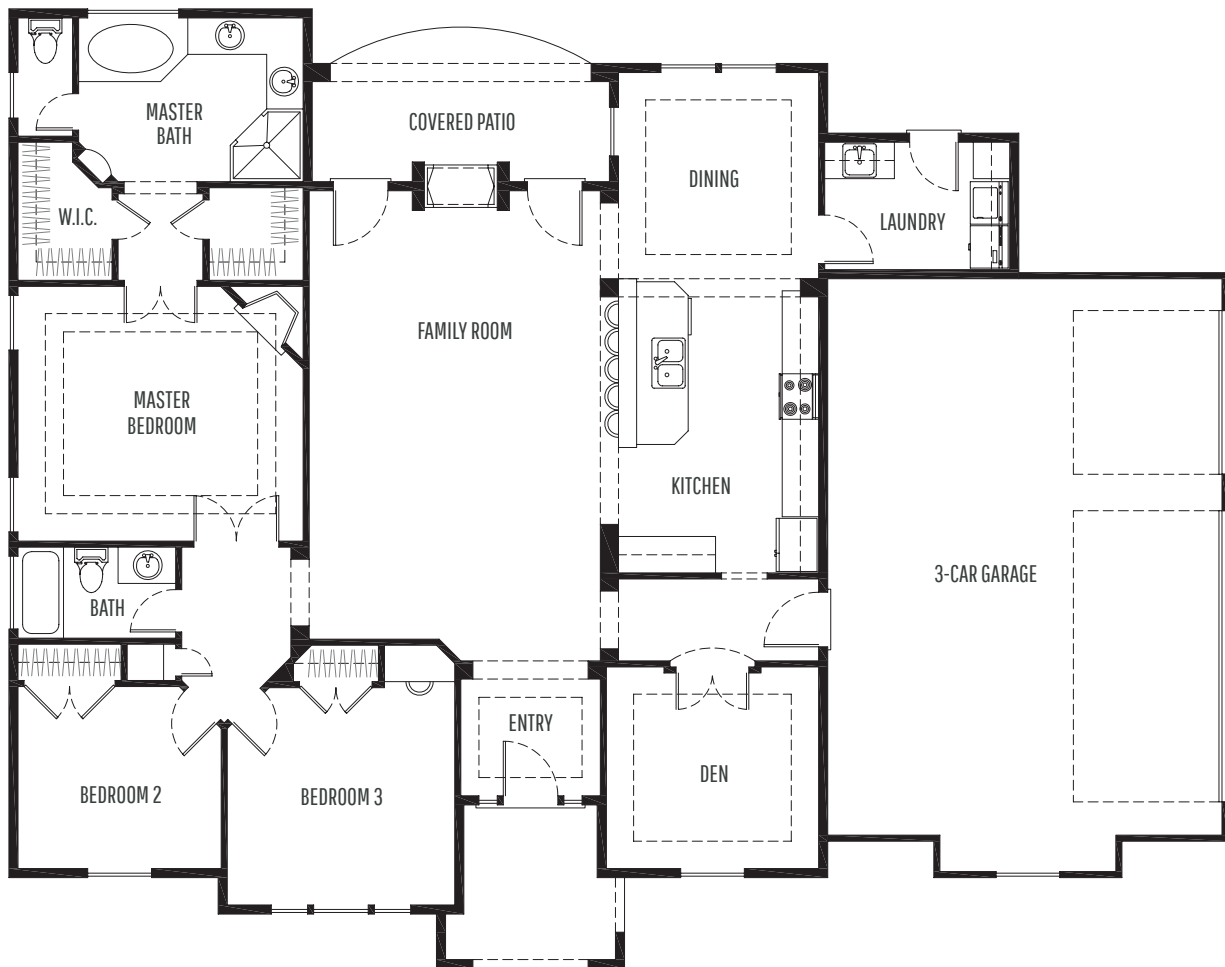 MASTER
BATH
COVERED PATIO
DINING
W.I.C.
LAUNDRY
FAMILY ROOM
MASTER
BEDROOM
KITCHEN
3-CAR GARAGE
BATH
ENTRY
DEN
BEDROOM 2
BEDROOM 3